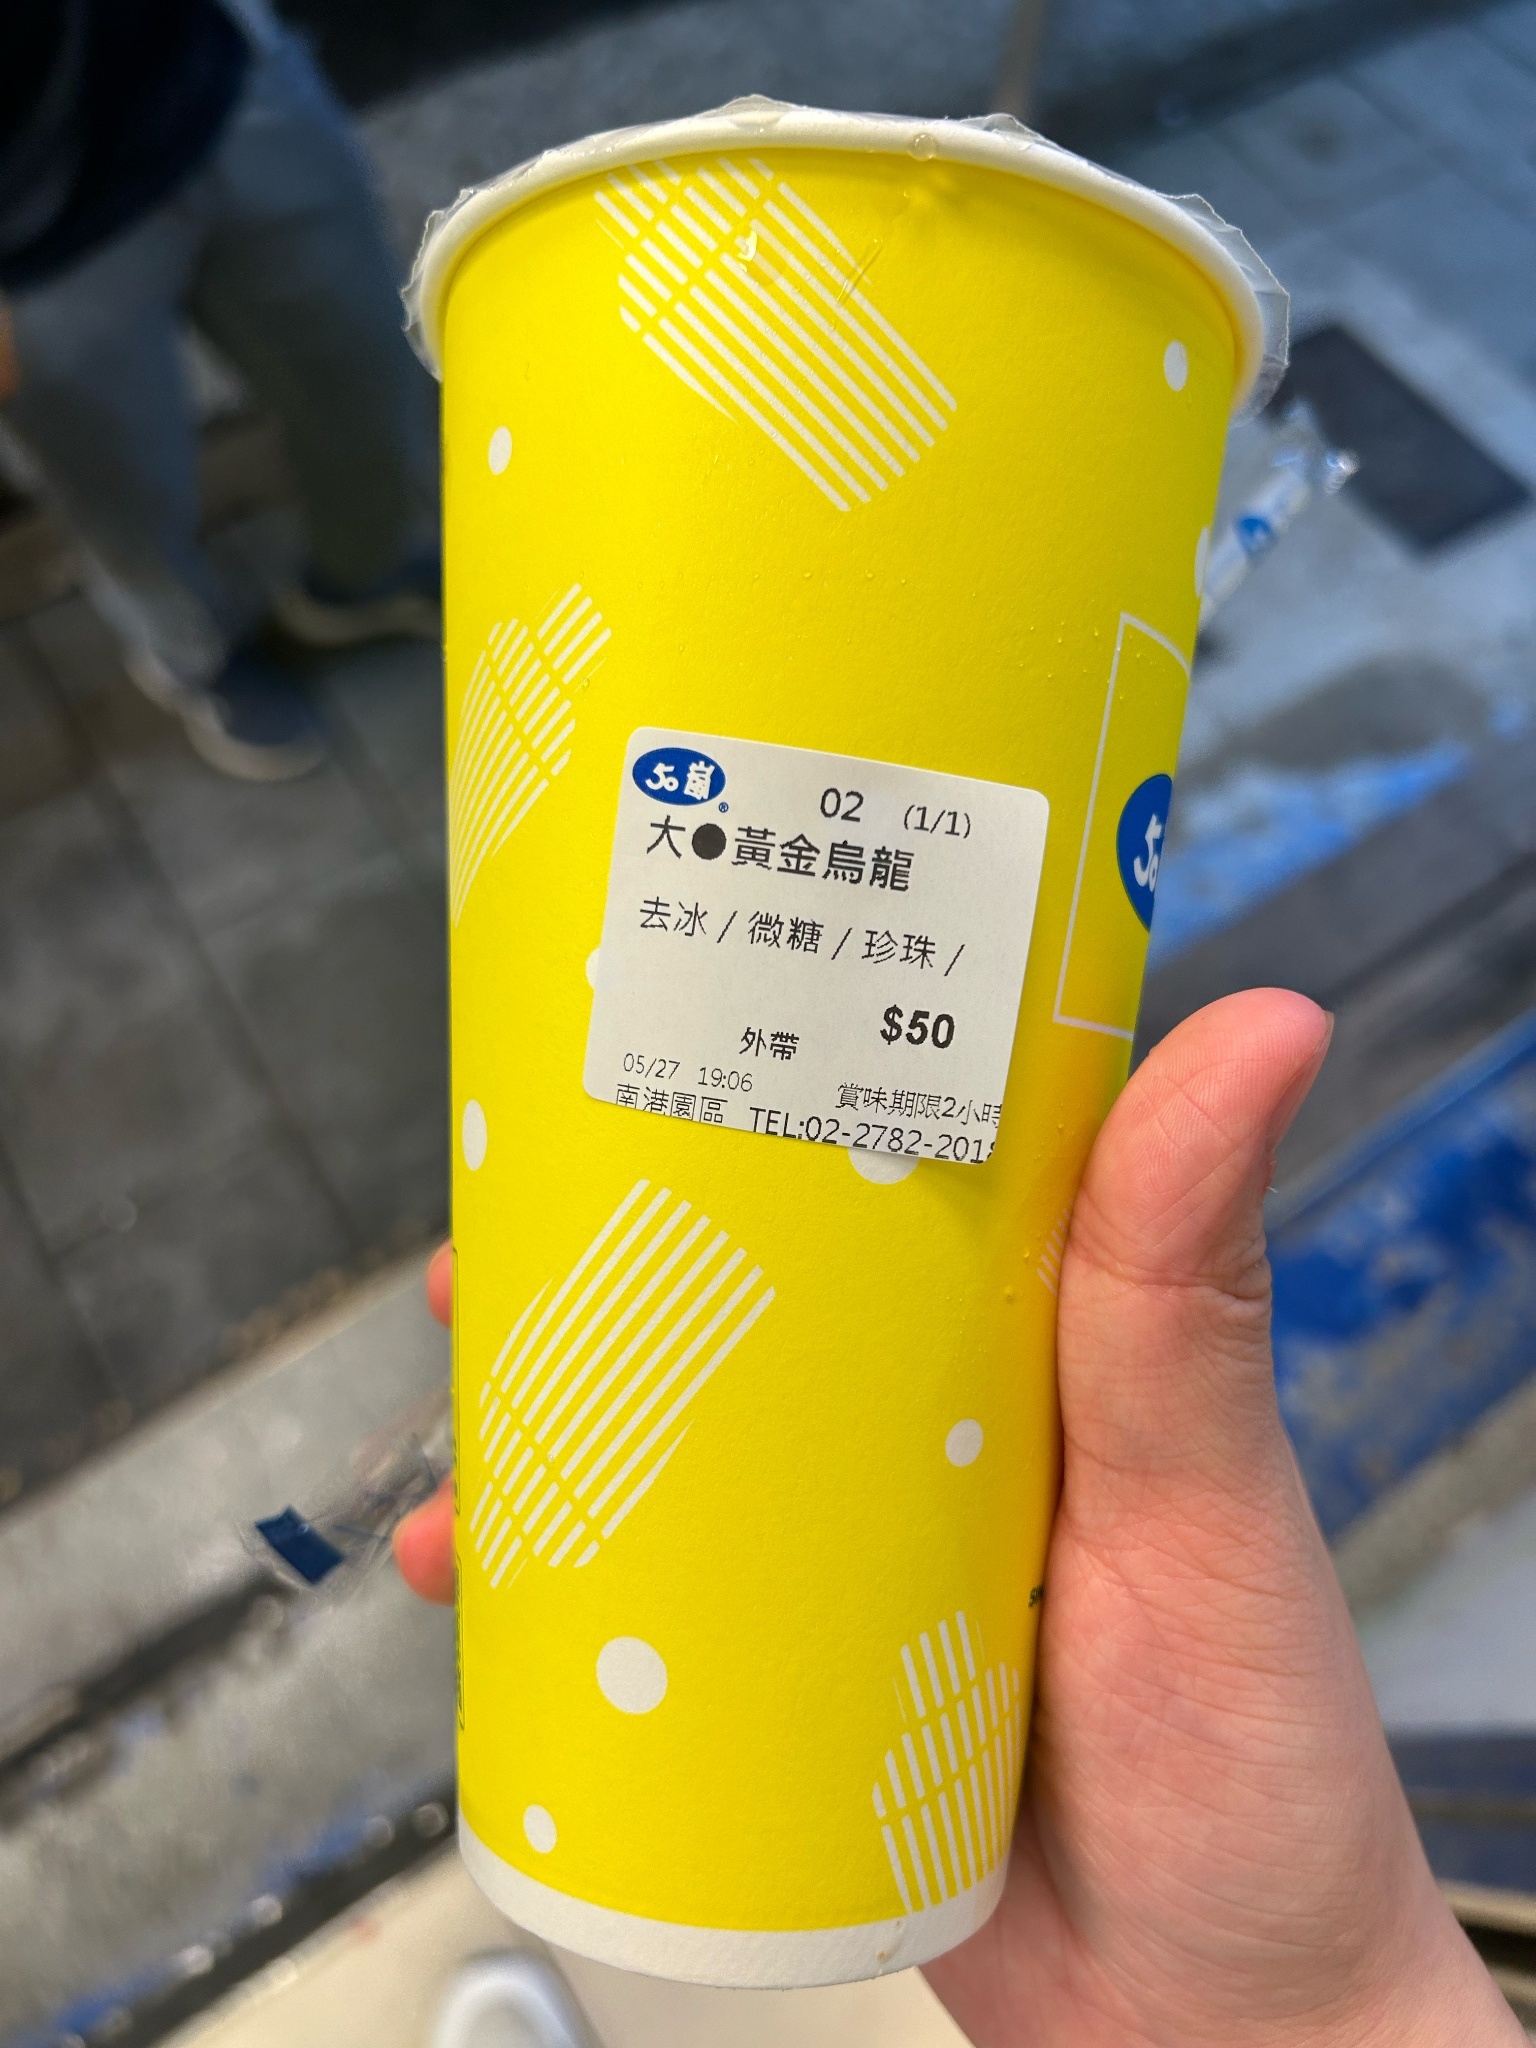 50嵐®
02 (1/1)
大●黃金烏龍
去冰 / 微糖 / 珍珠 /
$50
外帶
05/27 19:06
賞味期限2小時
南港園區 TEL:02-2782-2018
50